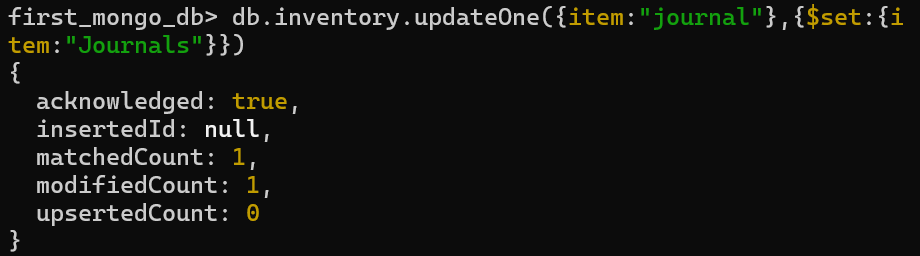 first_mongo_db> db.inventory.updateOne({item:"journal"},{$set:{i
tem:"Journals"}})
{
  acknowledged: true,
  insertedId: null,
  matchedCount: 1,
  modifiedCount: 1,
  upsertedCount: 0
}